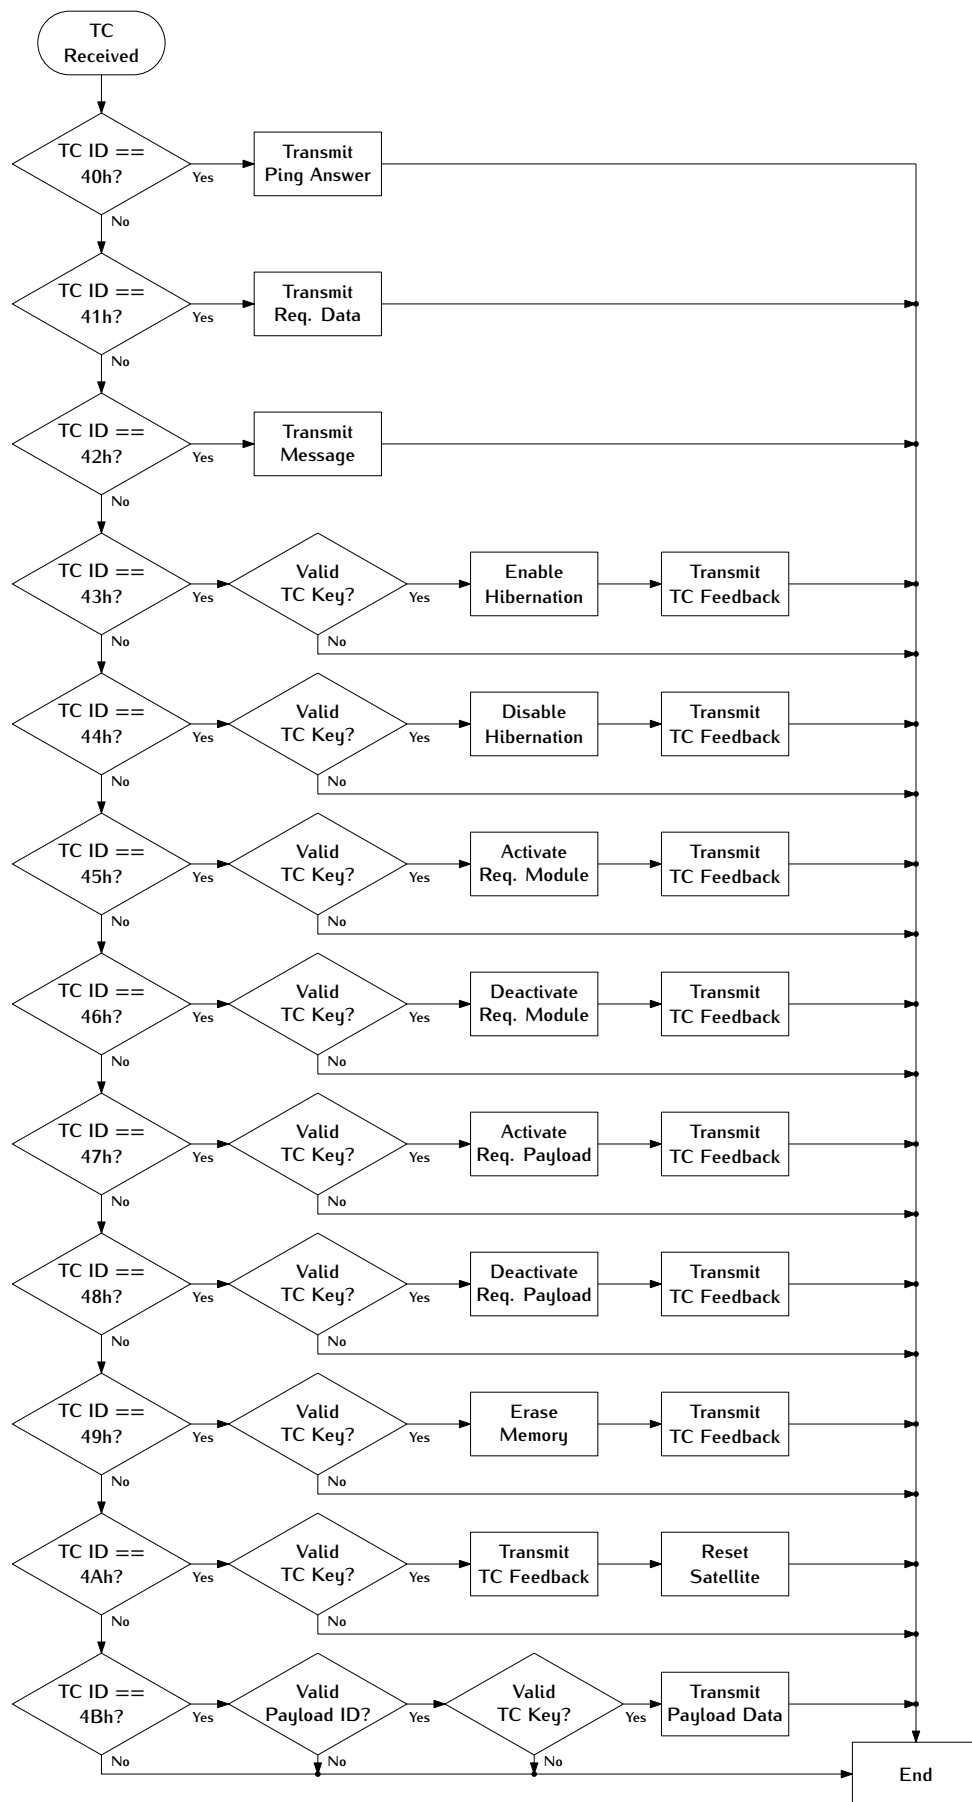 TC
Received
TC ID ==
40h?
Yes
No
Transmit
Ping Answer
TC ID ==
41h?
Yes
No
Transmit
Req. Data
TC ID ==
42h?
Yes
No
Transmit
Message
TC ID ==
43h?
Yes
No
Valid
TC Key?
Yes
No
Enable
Hibernation
Transmit
TC Feedback
TC ID ==
44h?
Yes
No
Valid
TC Key?
Yes
No
Disable
Hibernation
Transmit
TC Feedback
TC ID ==
45h?
Yes
No
Valid
TC Key?
Yes
No
Activate
Req. Module
Transmit
TC Feedback
TC ID ==
46h?
Yes
No
Valid
TC Key?
Yes
No
Deactivate
Req. Module
Transmit
TC Feedback
TC ID ==
47h?
Yes
No
Valid
TC Key?
Yes
No
Activate
Req. Payload
Transmit
TC Feedback
TC ID ==
48h?
Yes
No
Valid
TC Key?
Yes
No
Deactivate
Req. Payload
Transmit
TC Feedback
TC ID ==
49h?
Yes
No
Valid
TC Key?
Yes
No
Erase
Memory
Transmit
TC Feedback
TC ID ==
4Ah?
Yes
No
Valid
TC Key?
Yes
No
Transmit
TC Feedback
Reset
Satellite
TC ID ==
4Bh?
Yes
No
Valid
Payload ID?
Yes
No
Valid
TC Key?
Yes
No
Transmit
Payload Data
End